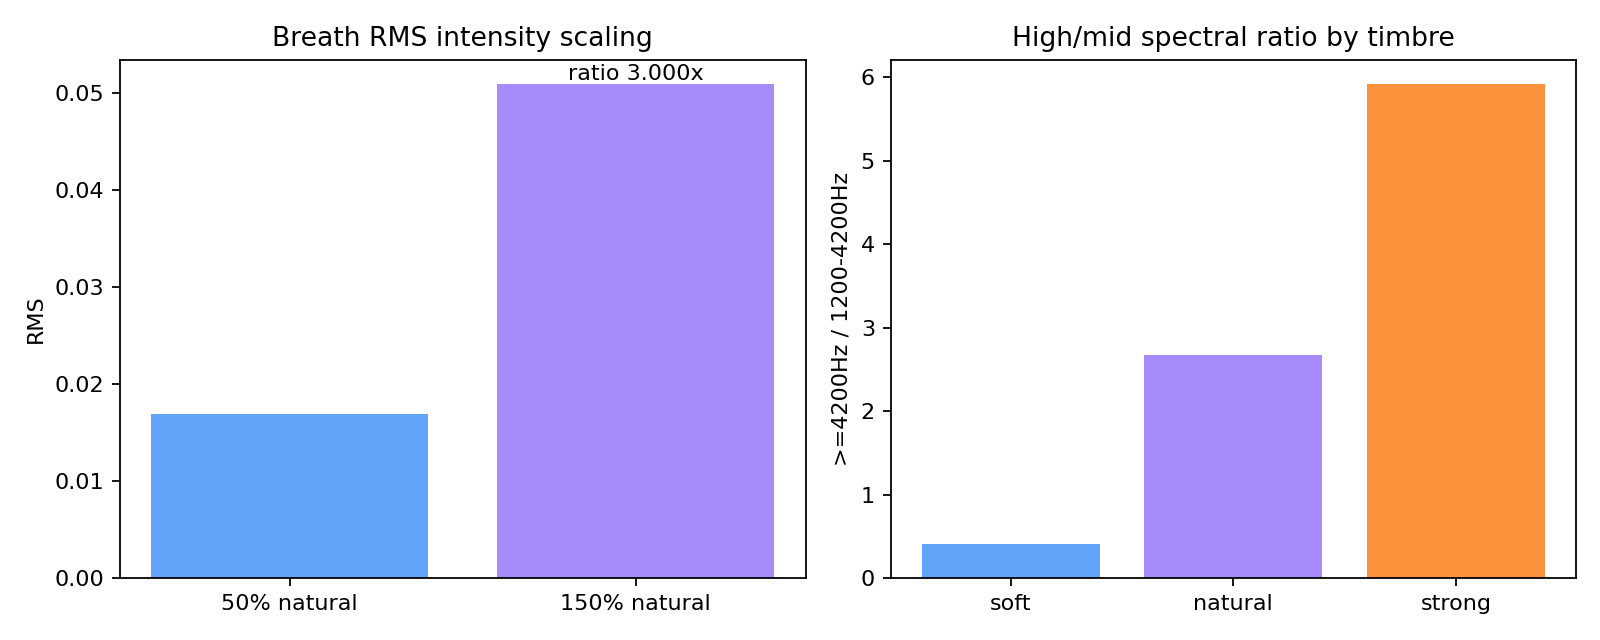 Breath RMS intensity scaling
ratio 3.000x
RMS
0.05
0.04
0.03
0.02
0.01
0.00
50% natural
150% natural
High/mid spectral ratio by timbre
>=4200Hz / 1200-4200Hz
6
5
4
3
2
1
0
soft
natural
strong